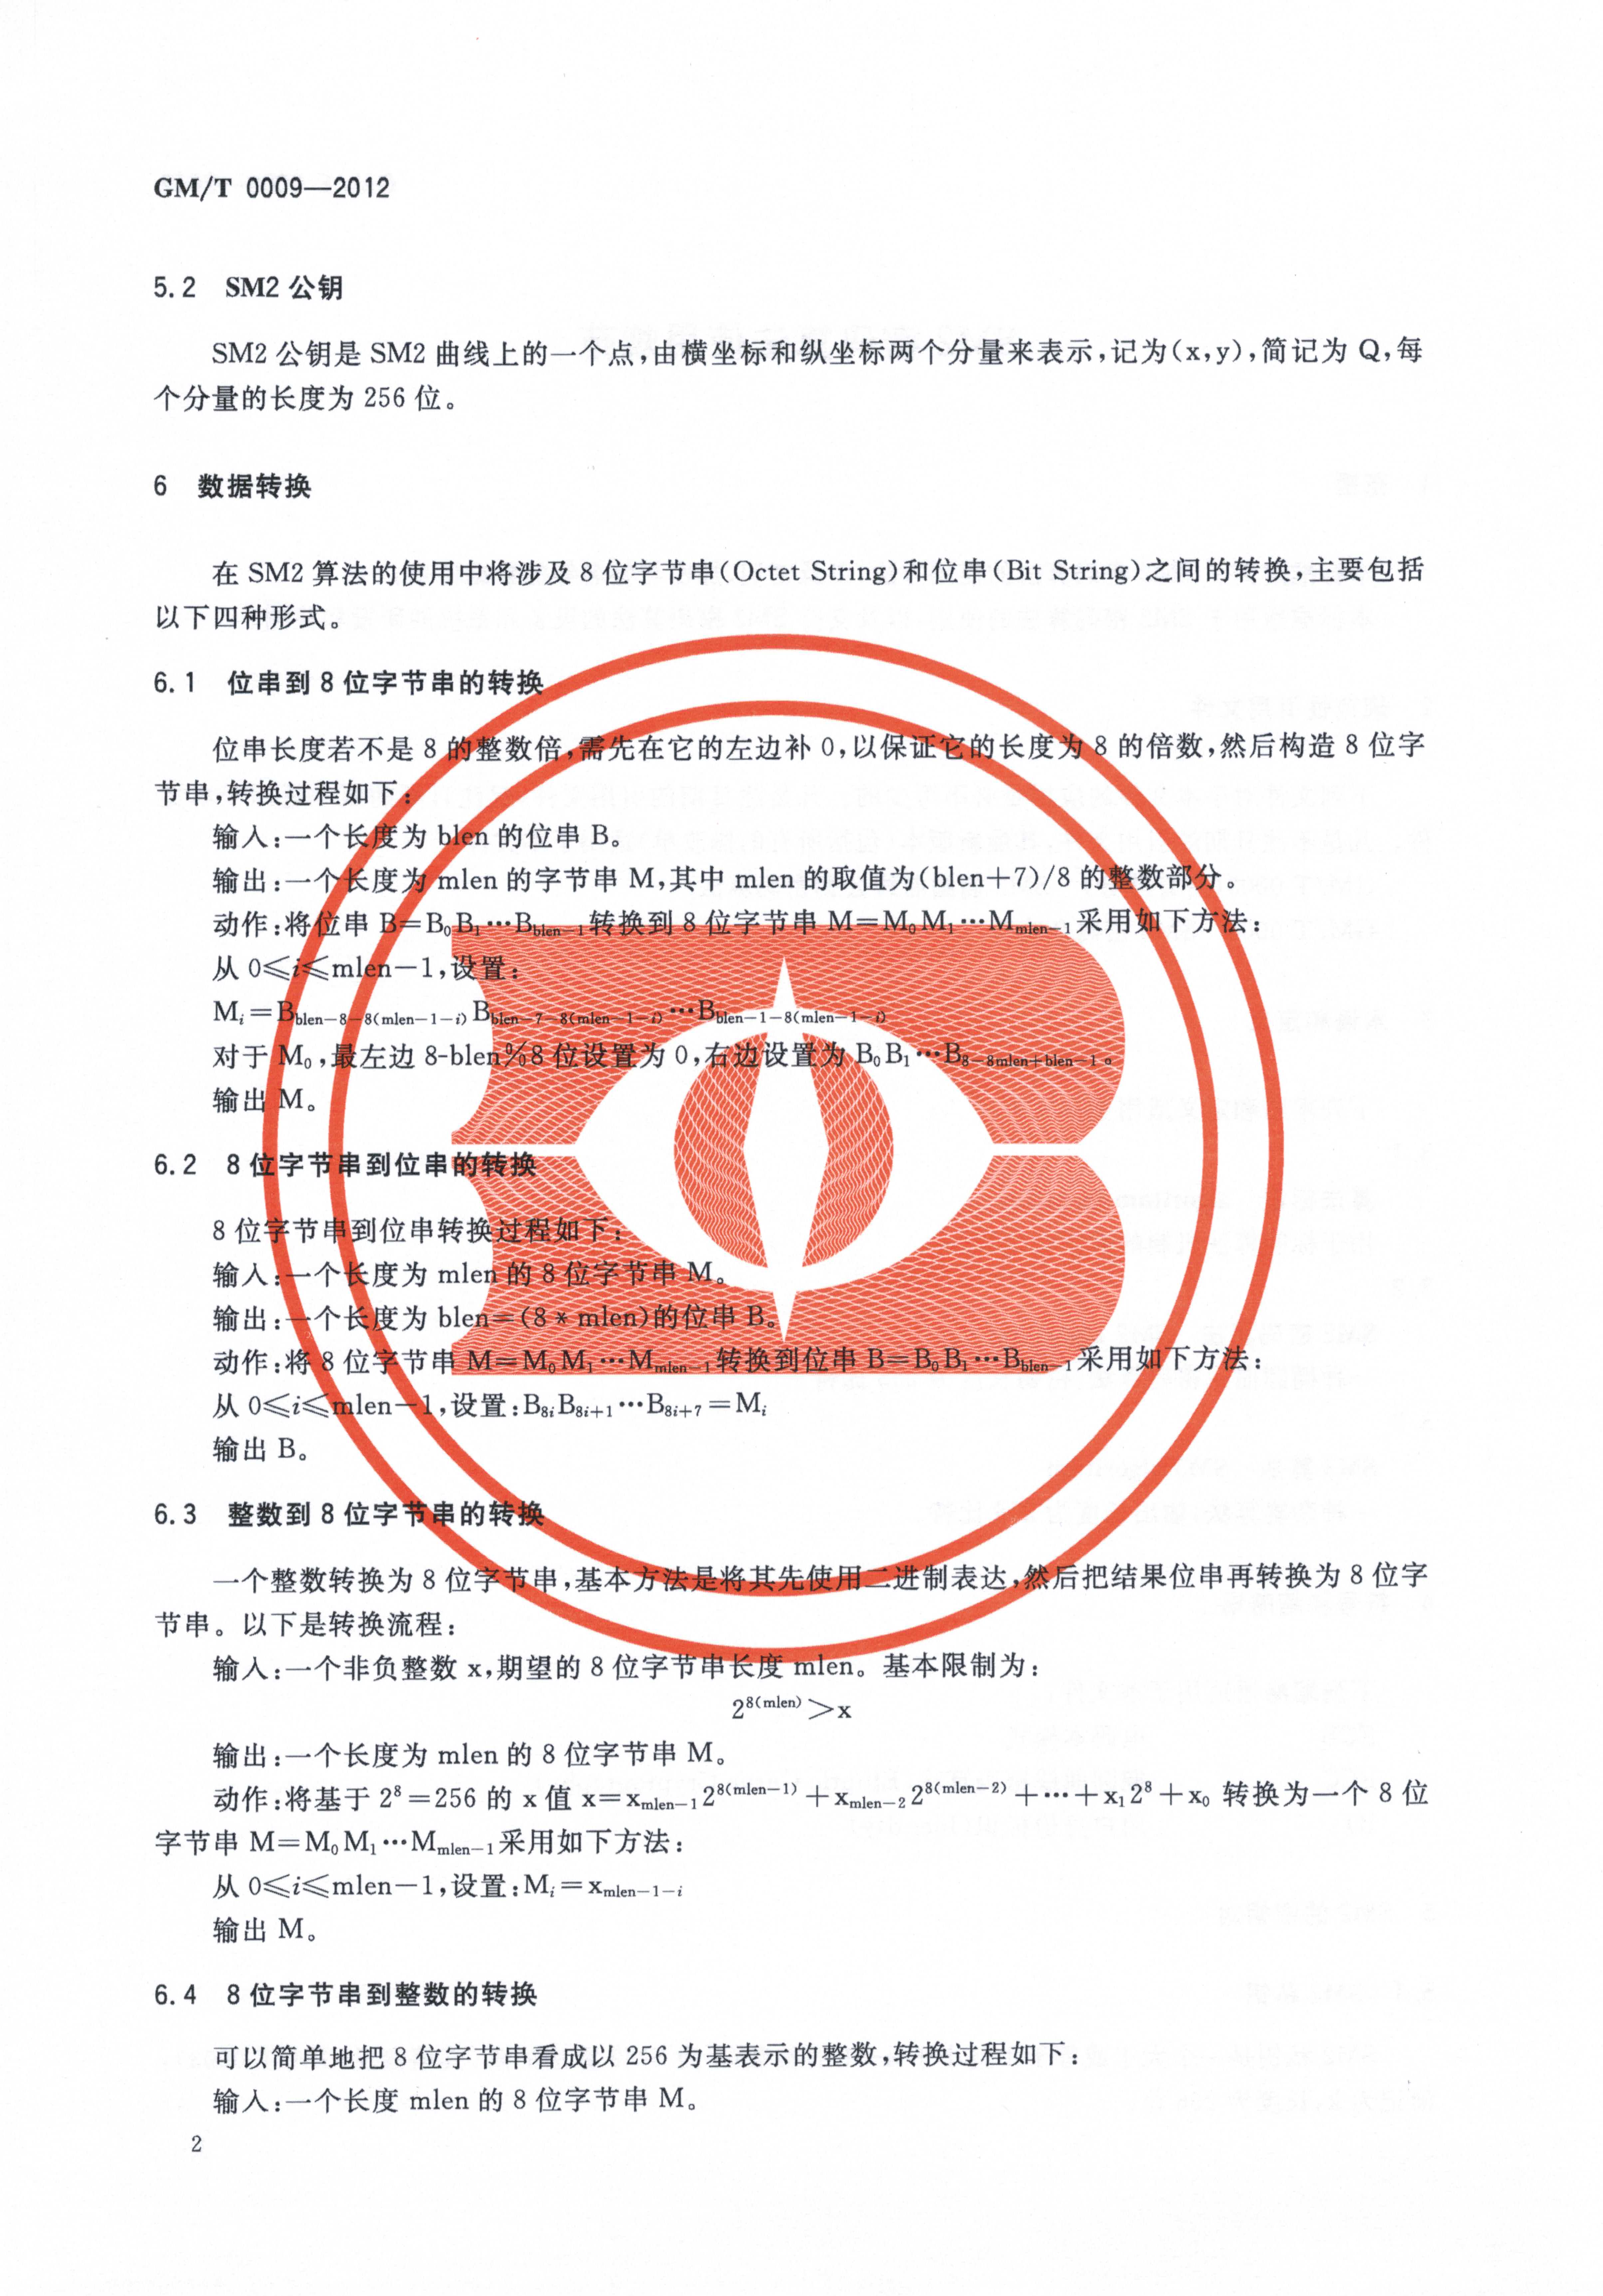 GM/T 0009—2012
5.2 SM2 公钥
SM2 公钥是 SM2 曲线上的一个点,由横坐标和纵坐标两个分量来表示,记为(x,y),简记为 Q,每
个分量的长度为 256 位。
6 数据转换
在 SM2 算法的使用中将涉及 8 位字节串(Octet String)和位串(Bit String)之间的转换,主要包括
以下四种形式。
6.1 位串到 8 位字节串的转换
位串长度若不是 8 的整数倍,需先在它的左边补 0,以保证它的长度为 8 的倍数,然后构造 8 位字
节串,转换过程如下:
输入:一个长度为 blen 的位串 B。
输出:一个长度为 mlen 的字节串 M,其中 mlen 的取值为(blen+7)/8 的整数部分。
动作:将位串 B=B₀B₁⋯B_{blen-1}转换到 8 位字节串 M=M₀M₁⋯M_{mlen-1}采用如下方法:
从 0≤i≤mlen-1,设置:
M_i=B_{blen-8-8(mlen-1-i)}B_{blen-7-8(mlen-1-i)}⋯B_{blen-1-8(mlen-1-i)}
对于 M₀,最左边 8-blen%8 位设置为 0,右边设置为 B₀B₁⋯B_{8-8mlen+blen-1}。
输出 M。
6.2 8 位字节串到位串的转换
8 位字节串到位串转换过程如下:
输入:一个长度为 mlen 的 8 位字节串 M。
输出:一个长度为 blen=(8*mlen)的位串 B。
动作:将 8 位字节串 M=M₀M₁⋯M_{mlen-1}转换到位串 B=B₀B₁⋯B_{blen-1}采用如下方法:
从 0≤i≤mlen-1,设置:B_{8i}B_{8i+1}⋯B_{8i+7}=M_i
输出 B。
6.3 整数到 8 位字节串的转换
一个整数转换为 8 位字节串,基本方法是将其先使用二进制表达,然后把结果位串再转换为 8 位字
节串。以下是转换流程:
输入:一个非负整数 x,期望的 8 位字节串长度 mlen。基本限制为:
2^{8(mlen)}>x
输出:一个长度为 mlen 的 8 位字节串 M。
动作:将基于 2⁸=256 的 x 值 x=x_{mlen-1}2^{8(mlen-1)}+x_{mlen-2}2^{8(mlen-2)}+⋯+x₁2⁸+x₀ 转换为一个 8 位
字节串 M=M₀M₁⋯M_{mlen-1}采用如下方法:
从 0≤i≤mlen-1,设置:M_i=x_{mlen-1-i}
输出 M。
6.4 8 位字节串到整数的转换
可以简单地把 8 位字节串看成以 256 为基表示的整数,转换过程如下:
输入:一个长度 mlen 的 8 位字节串 M。
2